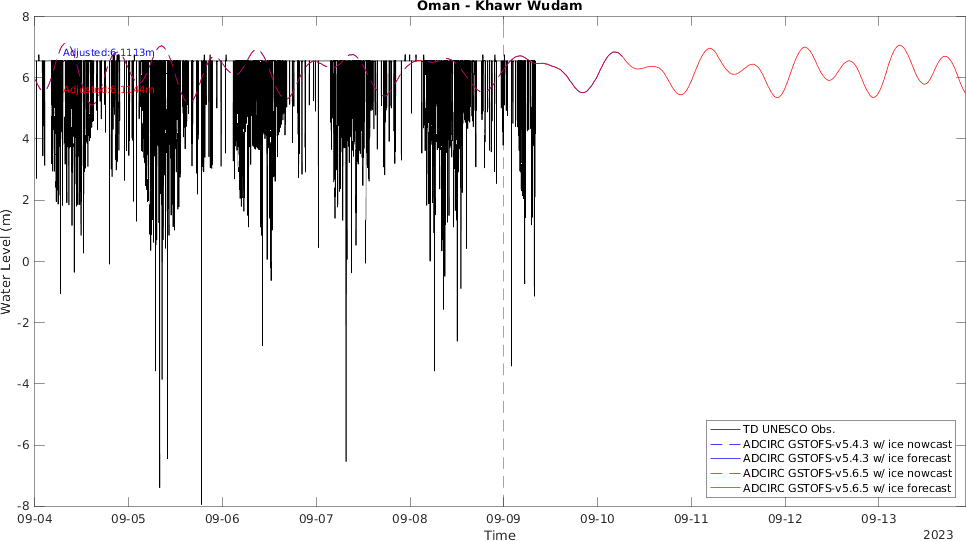 Oman - Khawr Wudam
8
6
4
2
0
-2
-4
-6
-8
Water Level (m)
Adjusted:6.1113m
Adjusted:6.1144m
TD UNESCO Obs.
ADCIRC GSTOFS-v5.4.3 w/ ice nowcast
ADCIRC GSTOFS-v5.4.3 w/ ice forecast
ADCIRC GSTOFS-v5.6.5 w/ ice nowcast
ADCIRC GSTOFS-v5.6.5 w/ ice forecast
09-04 09-05 09-06 09-07 09-08 09-09 09-10 09-11 09-12 09-13
Time
2023